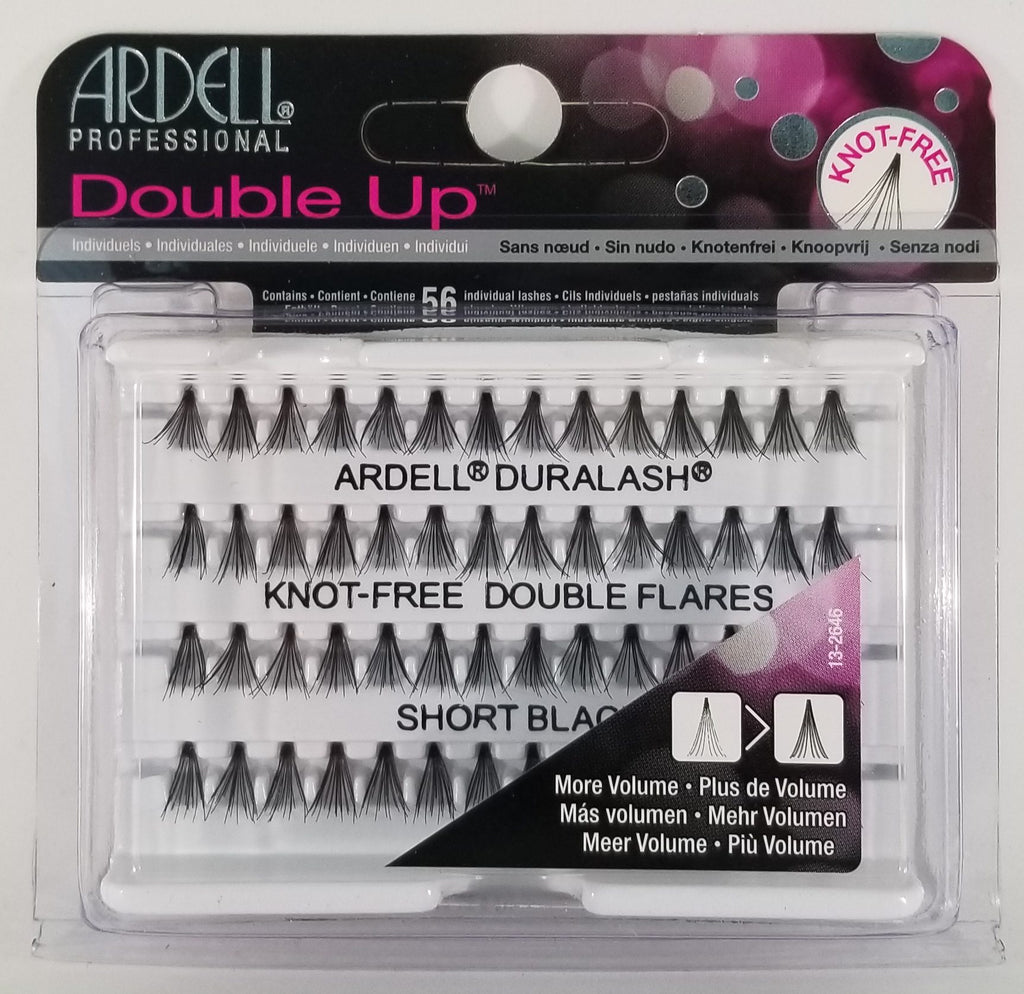 ARDELL®
PROFESSIONAL
Double Up™
KNOT-FREE
Individuels • Individuales • Individuele • Individuen • Individui
Sans nœud • Sin nudo • Knotenfrei • Knoopvrij • Senza nodi
Contains • Contient • Contiene 56 individual lashes • Cils Individuels • pestañas individuals
ARDELL® DURALASH®
KNOT-FREE DOUBLE FLARES
13-2646
SHORT BLAC
>
More Volume • Plus de Volume
Más volumen • Mehr Volumen
Meer Volume • Più Volume